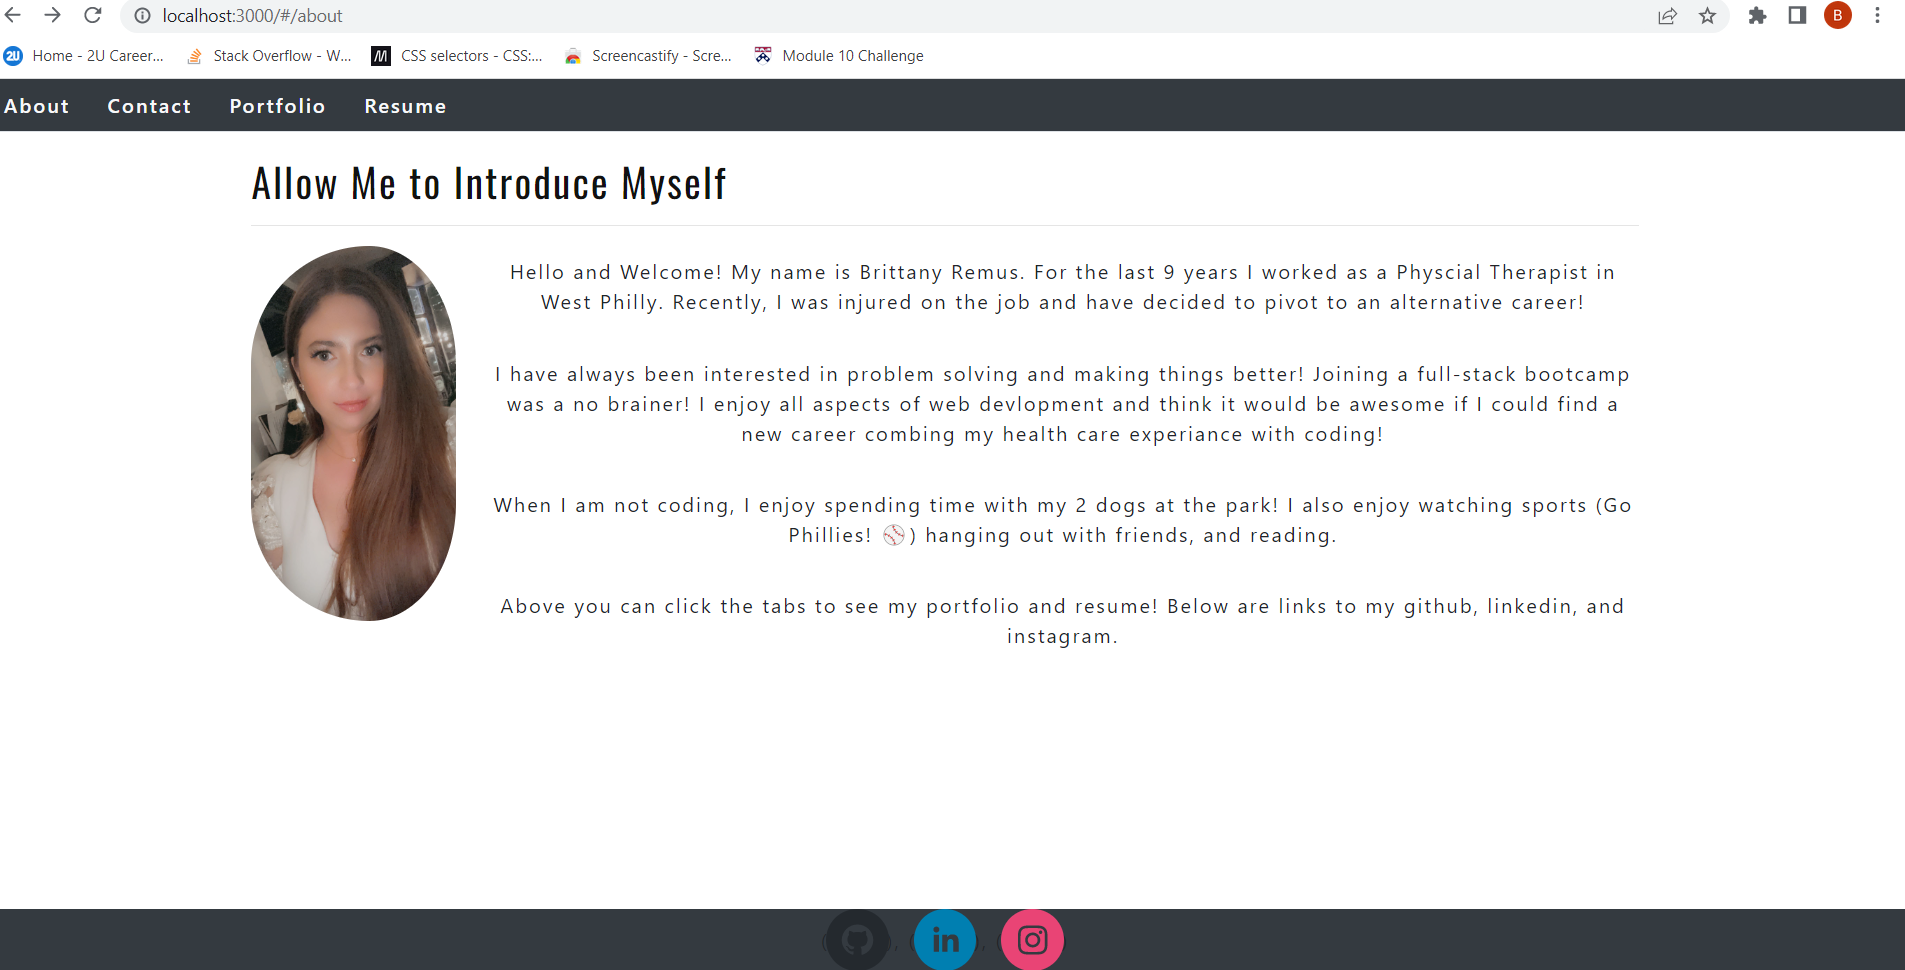 localhost:3000/#/about
B
2U Home - 2U Career... Stack Overflow - W... M CSS selectors - CSS:... Screencastify - Scre... Module 10 Challenge
About Contact Portfolio Resume
Allow Me to Introduce Myself
Hello and Welcome! My name is Brittany Remus. For the last 9 years I worked as a Physcial Therapist in
West Philly. Recently, I was injured on the job and have decided to pivot to an alternative career!
I have always been interested in problem solving and making things better! Joining a full-stack bootcamp
was a no brainer! I enjoy all aspects of web devlopment and think it would be awesome if I could find a
new career combing my health care experiance with coding!
When I am not coding, I enjoy spending time with my 2 dogs at the park! I also enjoy watching sports (Go
Phillies! ⚾) hanging out with friends, and reading.
Above you can click the tabs to see my portfolio and resume! Below are links to my github, linkedin, and
instagram.
( ), ( in ), ( )